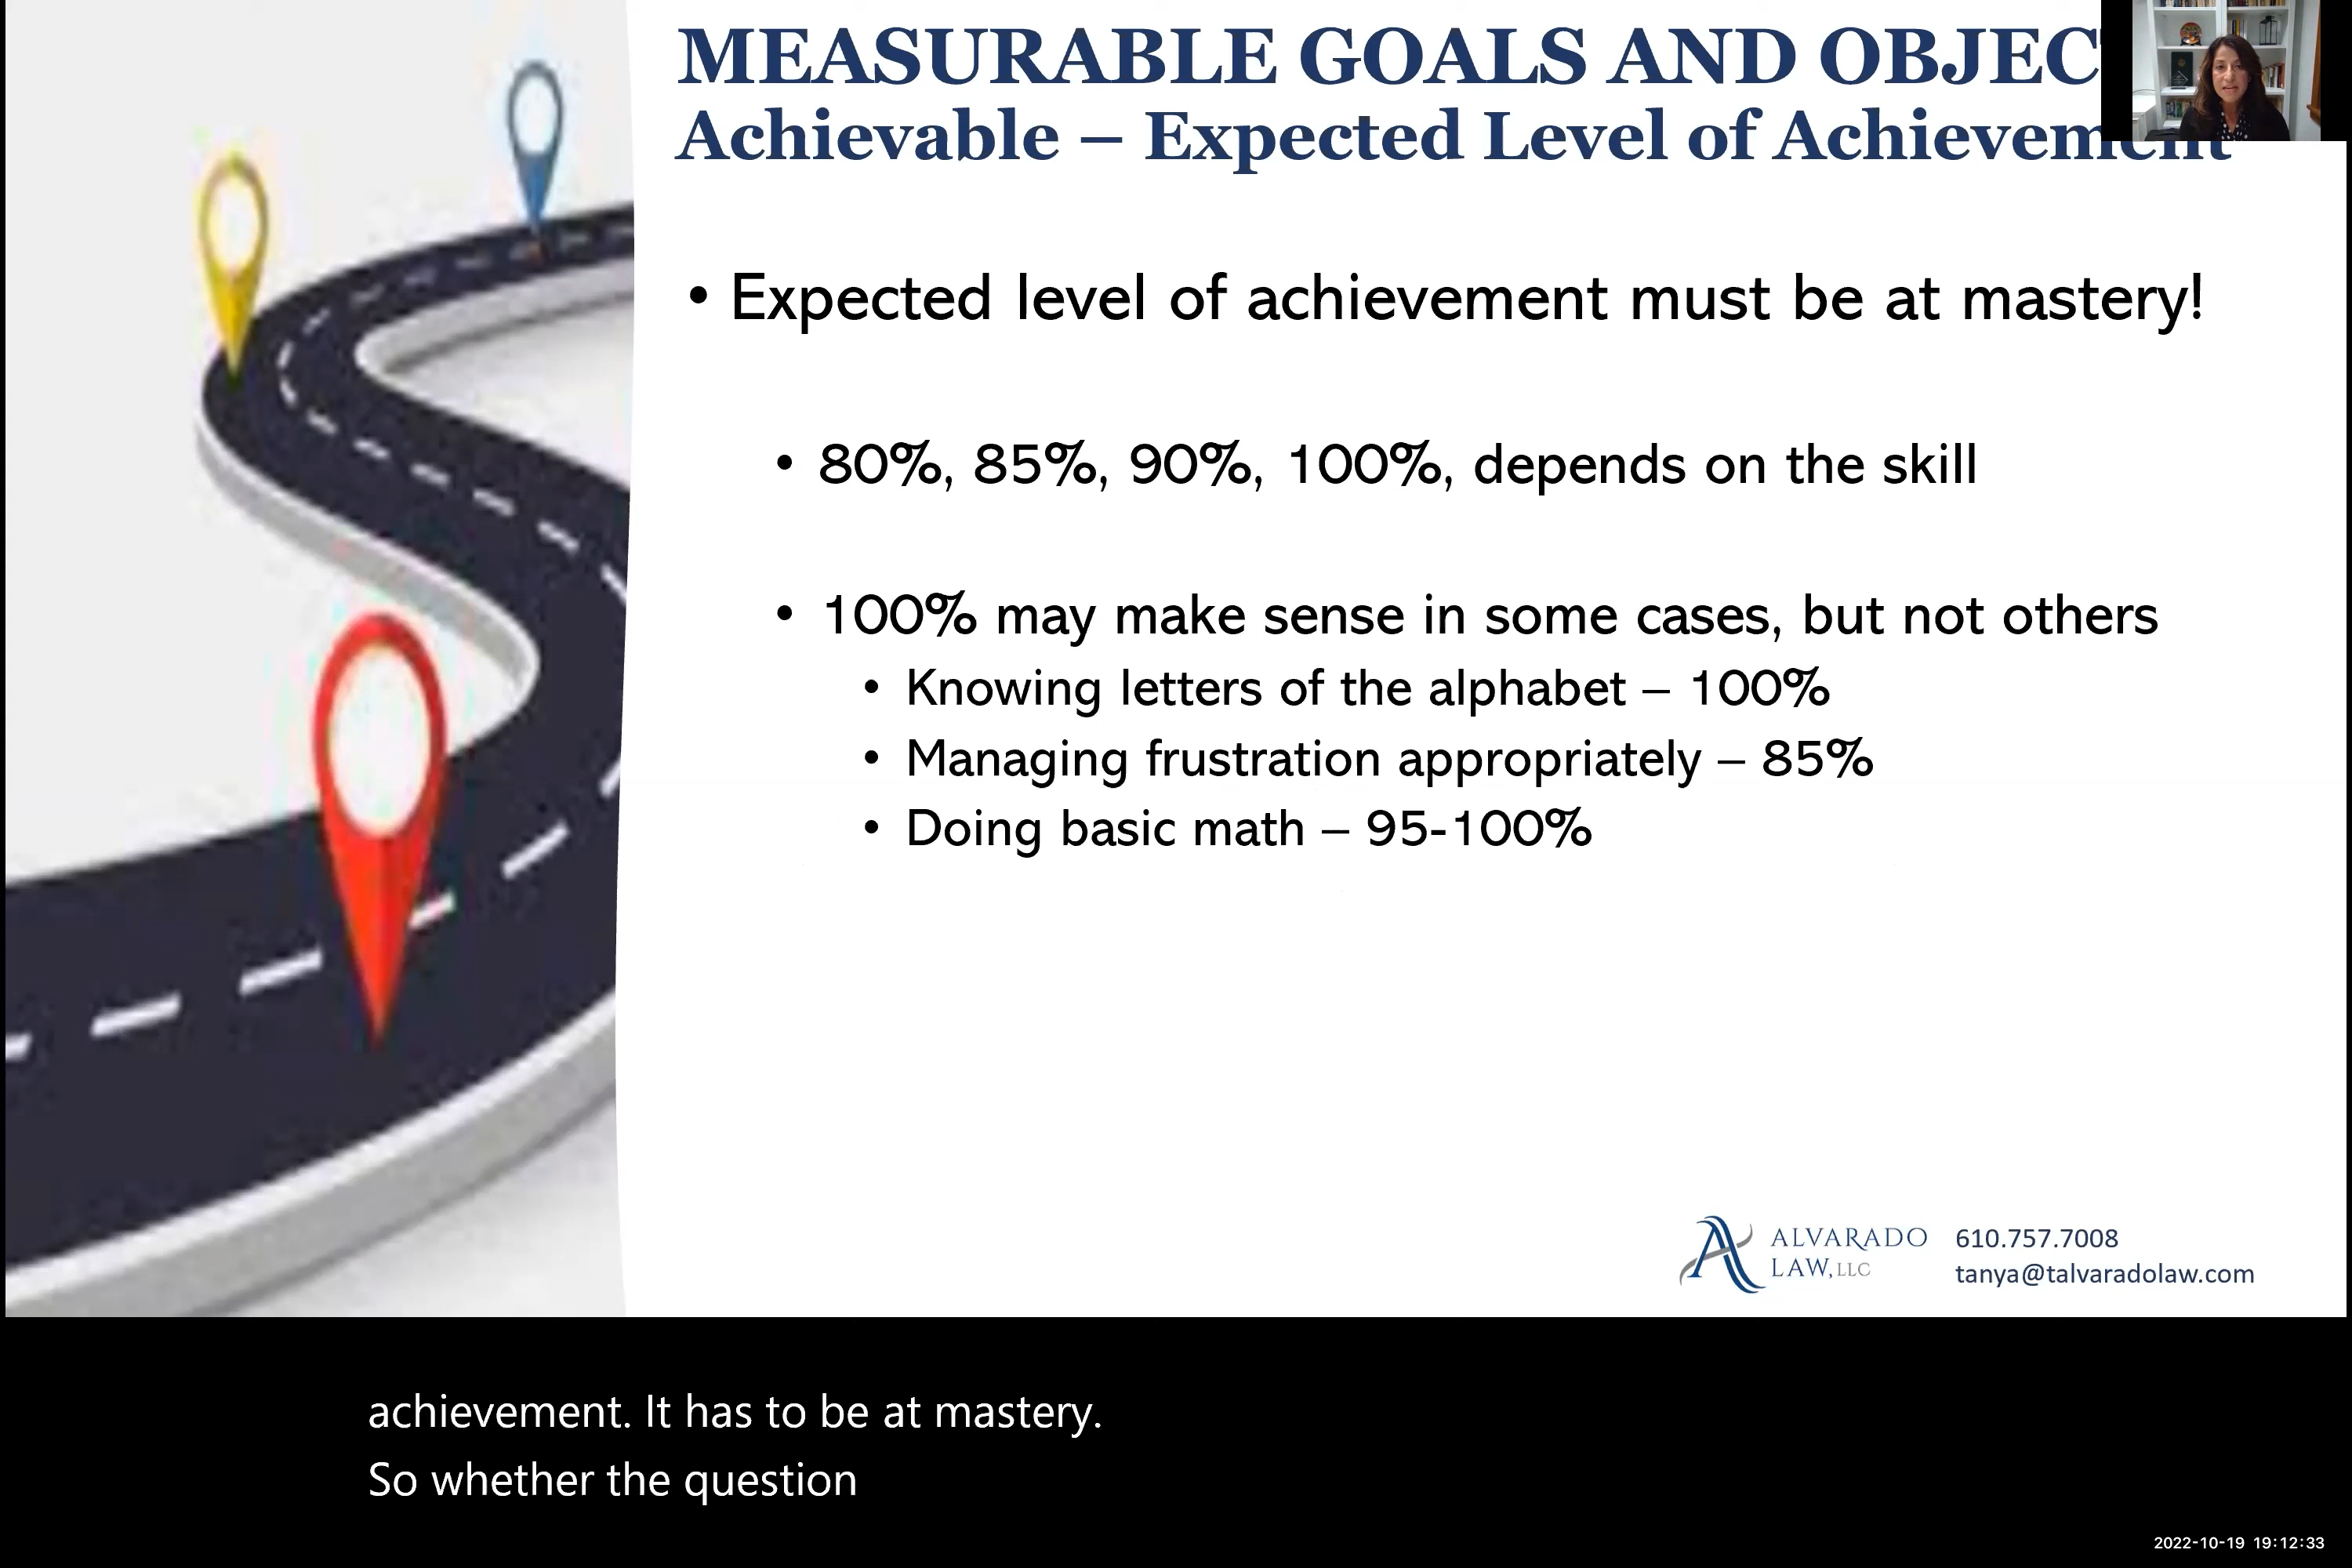 MEASURABLE GOALS AND OBJEC
Achievable – Expected Level of Achievement
• Expected level of achievement must be at mastery!
• 80%, 85%, 90%, 100%, depends on the skill
• 100% may make sense in some cases, but not others
• Knowing letters of the alphabet – 100%
• Managing frustration appropriately – 85%
• Doing basic math – 95-100%
ALVARADO
LAW, LLC
610.757.7008
tanya@talvaradolaw.com
achievement. It has to be at mastery.
So whether the question
2022-10-19 19:12:33